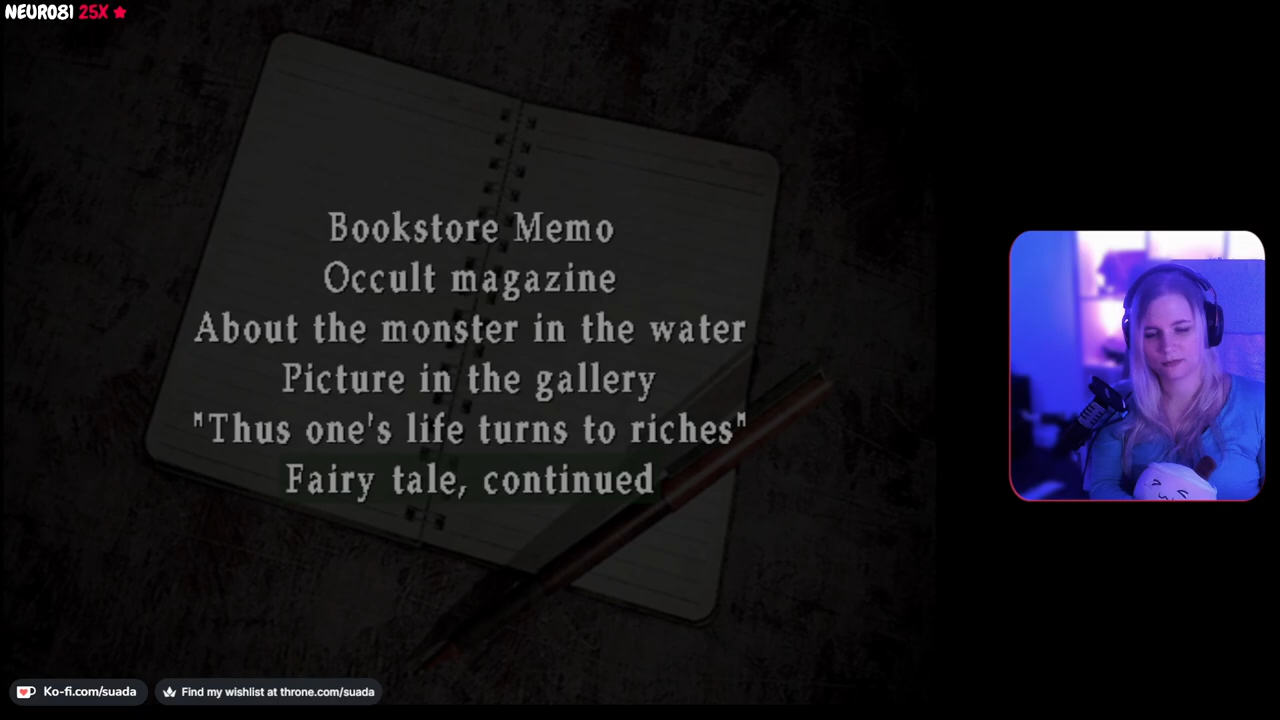 NEURO81 25X
Bookstore Memo
Occult magazine
About the monster in the water
Picture in the gallery
"Thus one's life turns to riches"
Fairy tale, continued
Ko-fi.com/suada
Find my wishlist at throne.com/suada